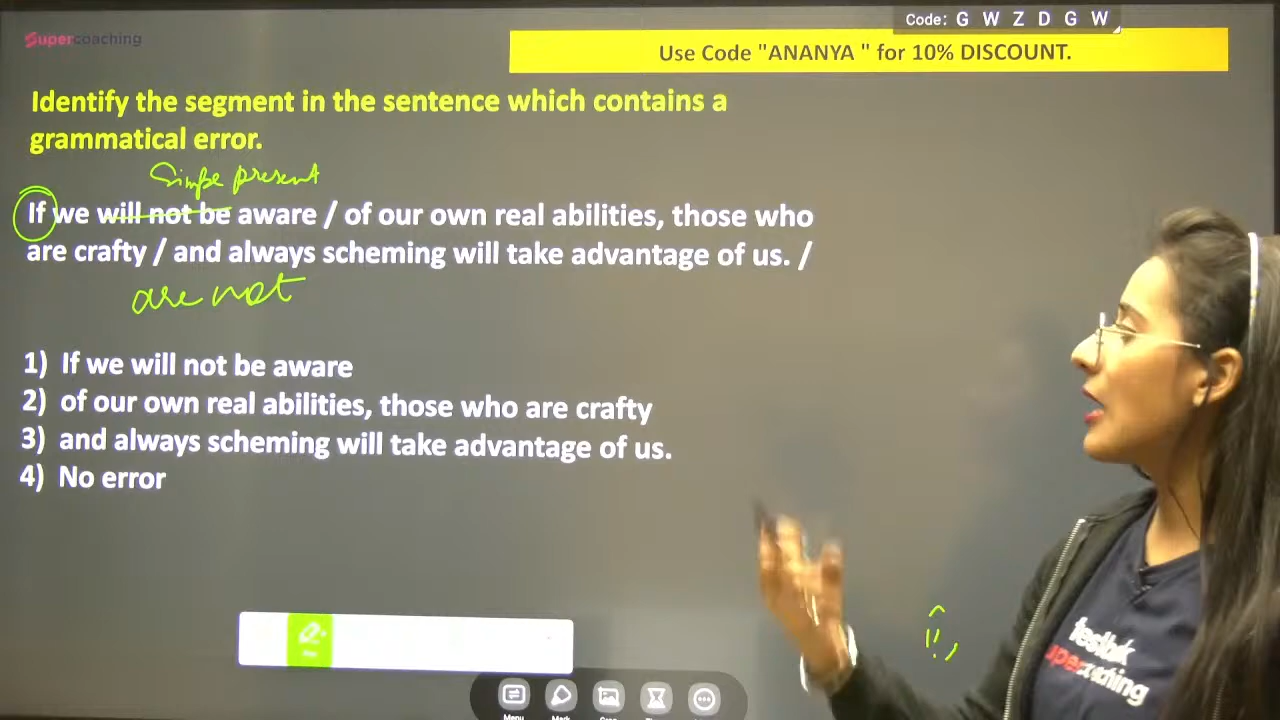 Code: G W Z D G W
Supercoaching
Use Code "ANANYA " for 10% DISCOUNT.
Identify the segment in the sentence which contains a
grammatical error.
Simple present
If we will not be aware / of our own real abilities, those who
are crafty / and always scheming will take advantage of us. /
are not
1) If we will not be aware
2) of our own real abilities, those who are crafty
3) and always scheming will take advantage of us.
4) No error
testbook
supercoaching
Menu
Mark